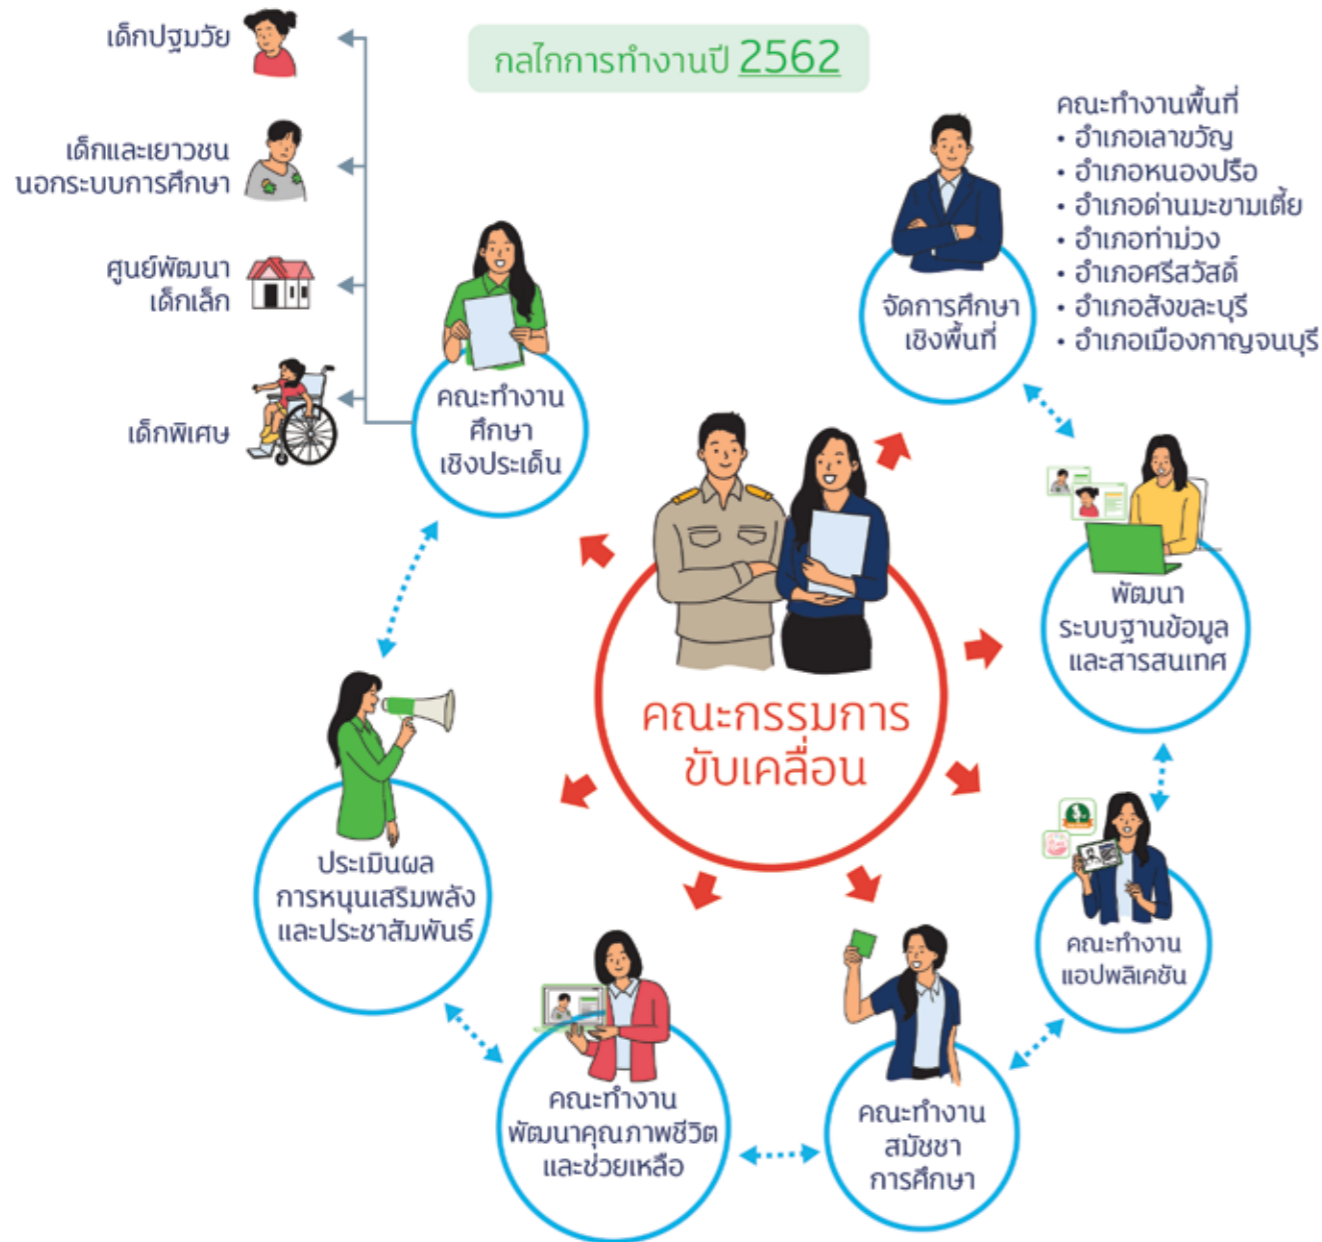 กลไกการทำงานปี 2562
เด็กปฐมวัย
เด็กและเยาวชน
นอกระบบการศึกษา
ศูนย์พัฒนา
เด็กเล็ก
เด็กพิเศษ
คณะทำงาน
ศึกษา
เชิงประเด็น
จัดการศึกษา
เชิงพื้นที่
คณะทำงานพื้นที่
• อำเภอเลาขวัญ
• อำเภอหนองปรือ
• อำเภอด่านมะขามเตี้ย
• อำเภอท่าม่วง
• อำเภอศรีสวัสดิ์
• อำเภอสังขละบุรี
• อำเภอเมืองกาญจนบุรี
พัฒนา
ระบบฐานข้อมูล
และสารสนเทศ
คณะกรรมการ
ขับเคลื่อน
ประเมินผล
การหนุนเสริมพลัง
และประชาสัมพันธ์
คณะทำงาน
แอปพลิเคชัน
คณะทำงาน
พัฒนาคุณภาพชีวิต
และช่วยเหลือ
คณะทำงาน
สมัชชา
การศึกษา